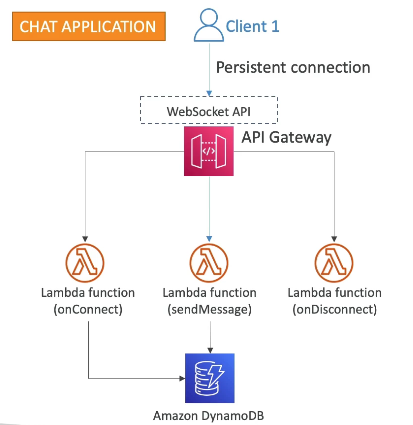 CHAT APPLICATION
Client 1
Persistent connection
WebSocket API
API Gateway
Lambda function
(onConnect)
Lambda function
(sendMessage)
Lambda function
(onDisconnect)
Amazon DynamoDB